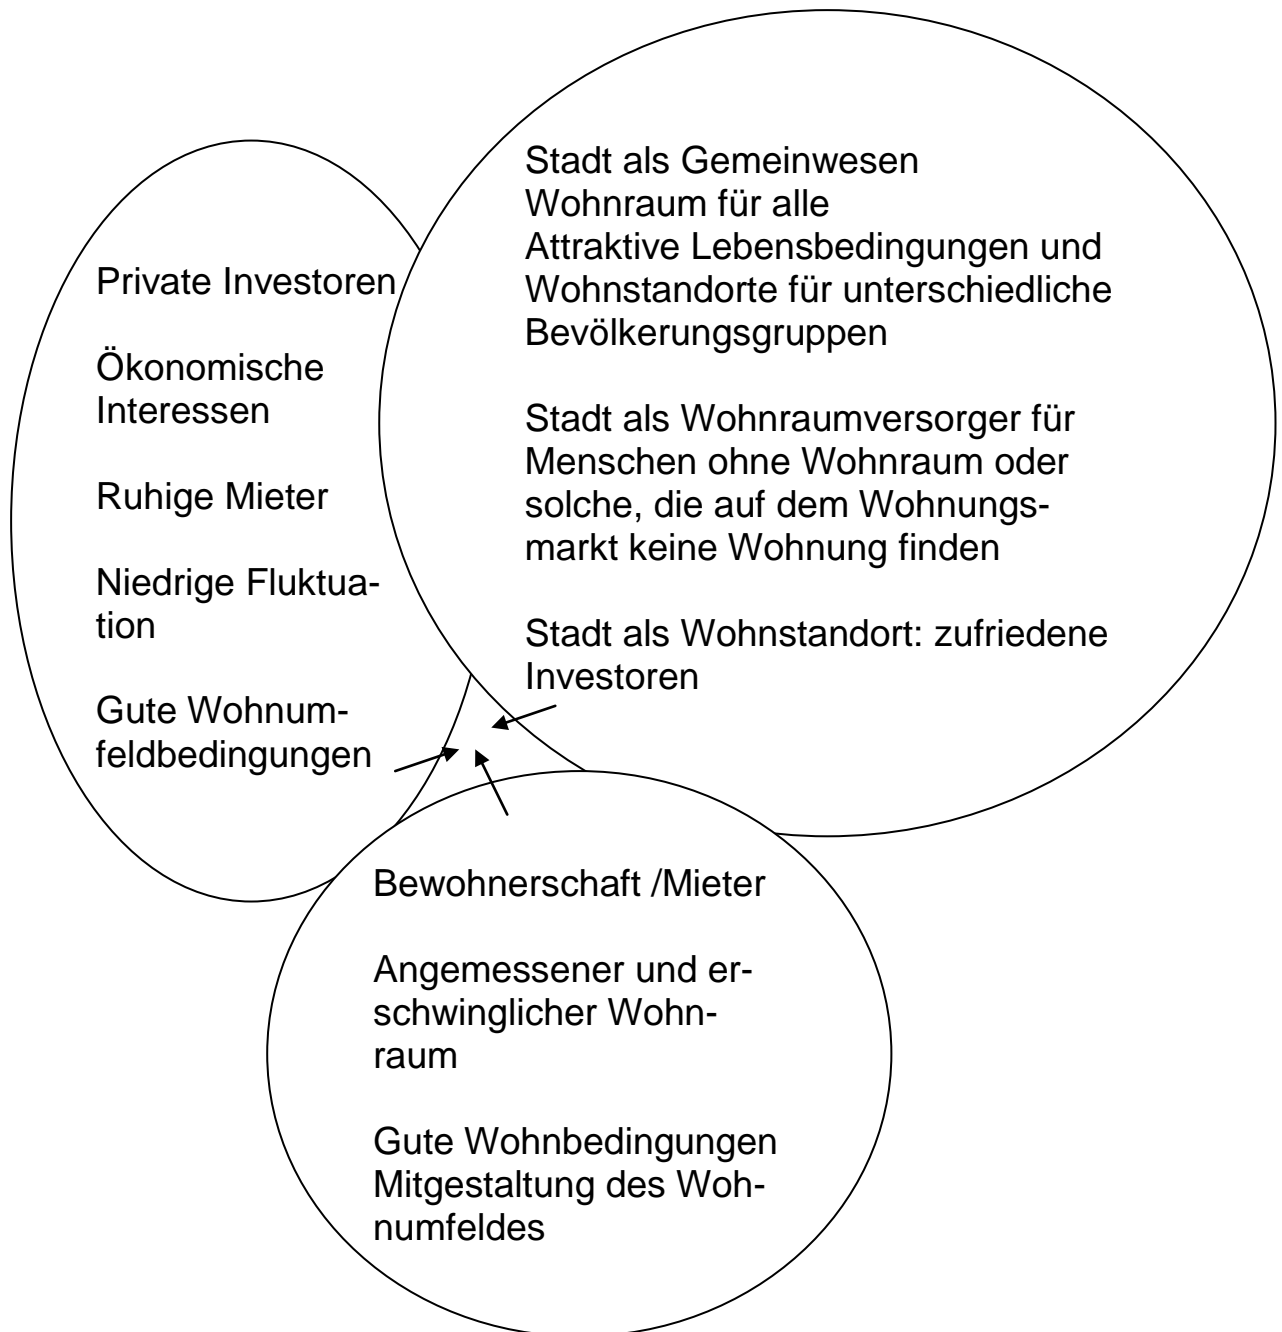 Private Investoren
Ökonomische
Interessen
Ruhige Mieter
Niedrige Fluktua-
tion
Gute Wohnum-
feldbedingungen
Stadt als Gemeinwesen
Wohnraum für alle
Attraktive Lebensbedingungen und
Wohnstandorte für unterschiedliche
Bevölkerungsgruppen
Stadt als Wohnraumversorger für
Menschen ohne Wohnraum oder
solche, die auf dem Wohnungs-
markt keine Wohnung finden
Stadt als Wohnstandort: zufriedene
Investoren
Bewohnerschaft /Mieter
Angemessener und er-
schwinglicher Wohn-
raum
Gute Wohnbedingungen
Mitgestaltung des Woh-
numfeldes